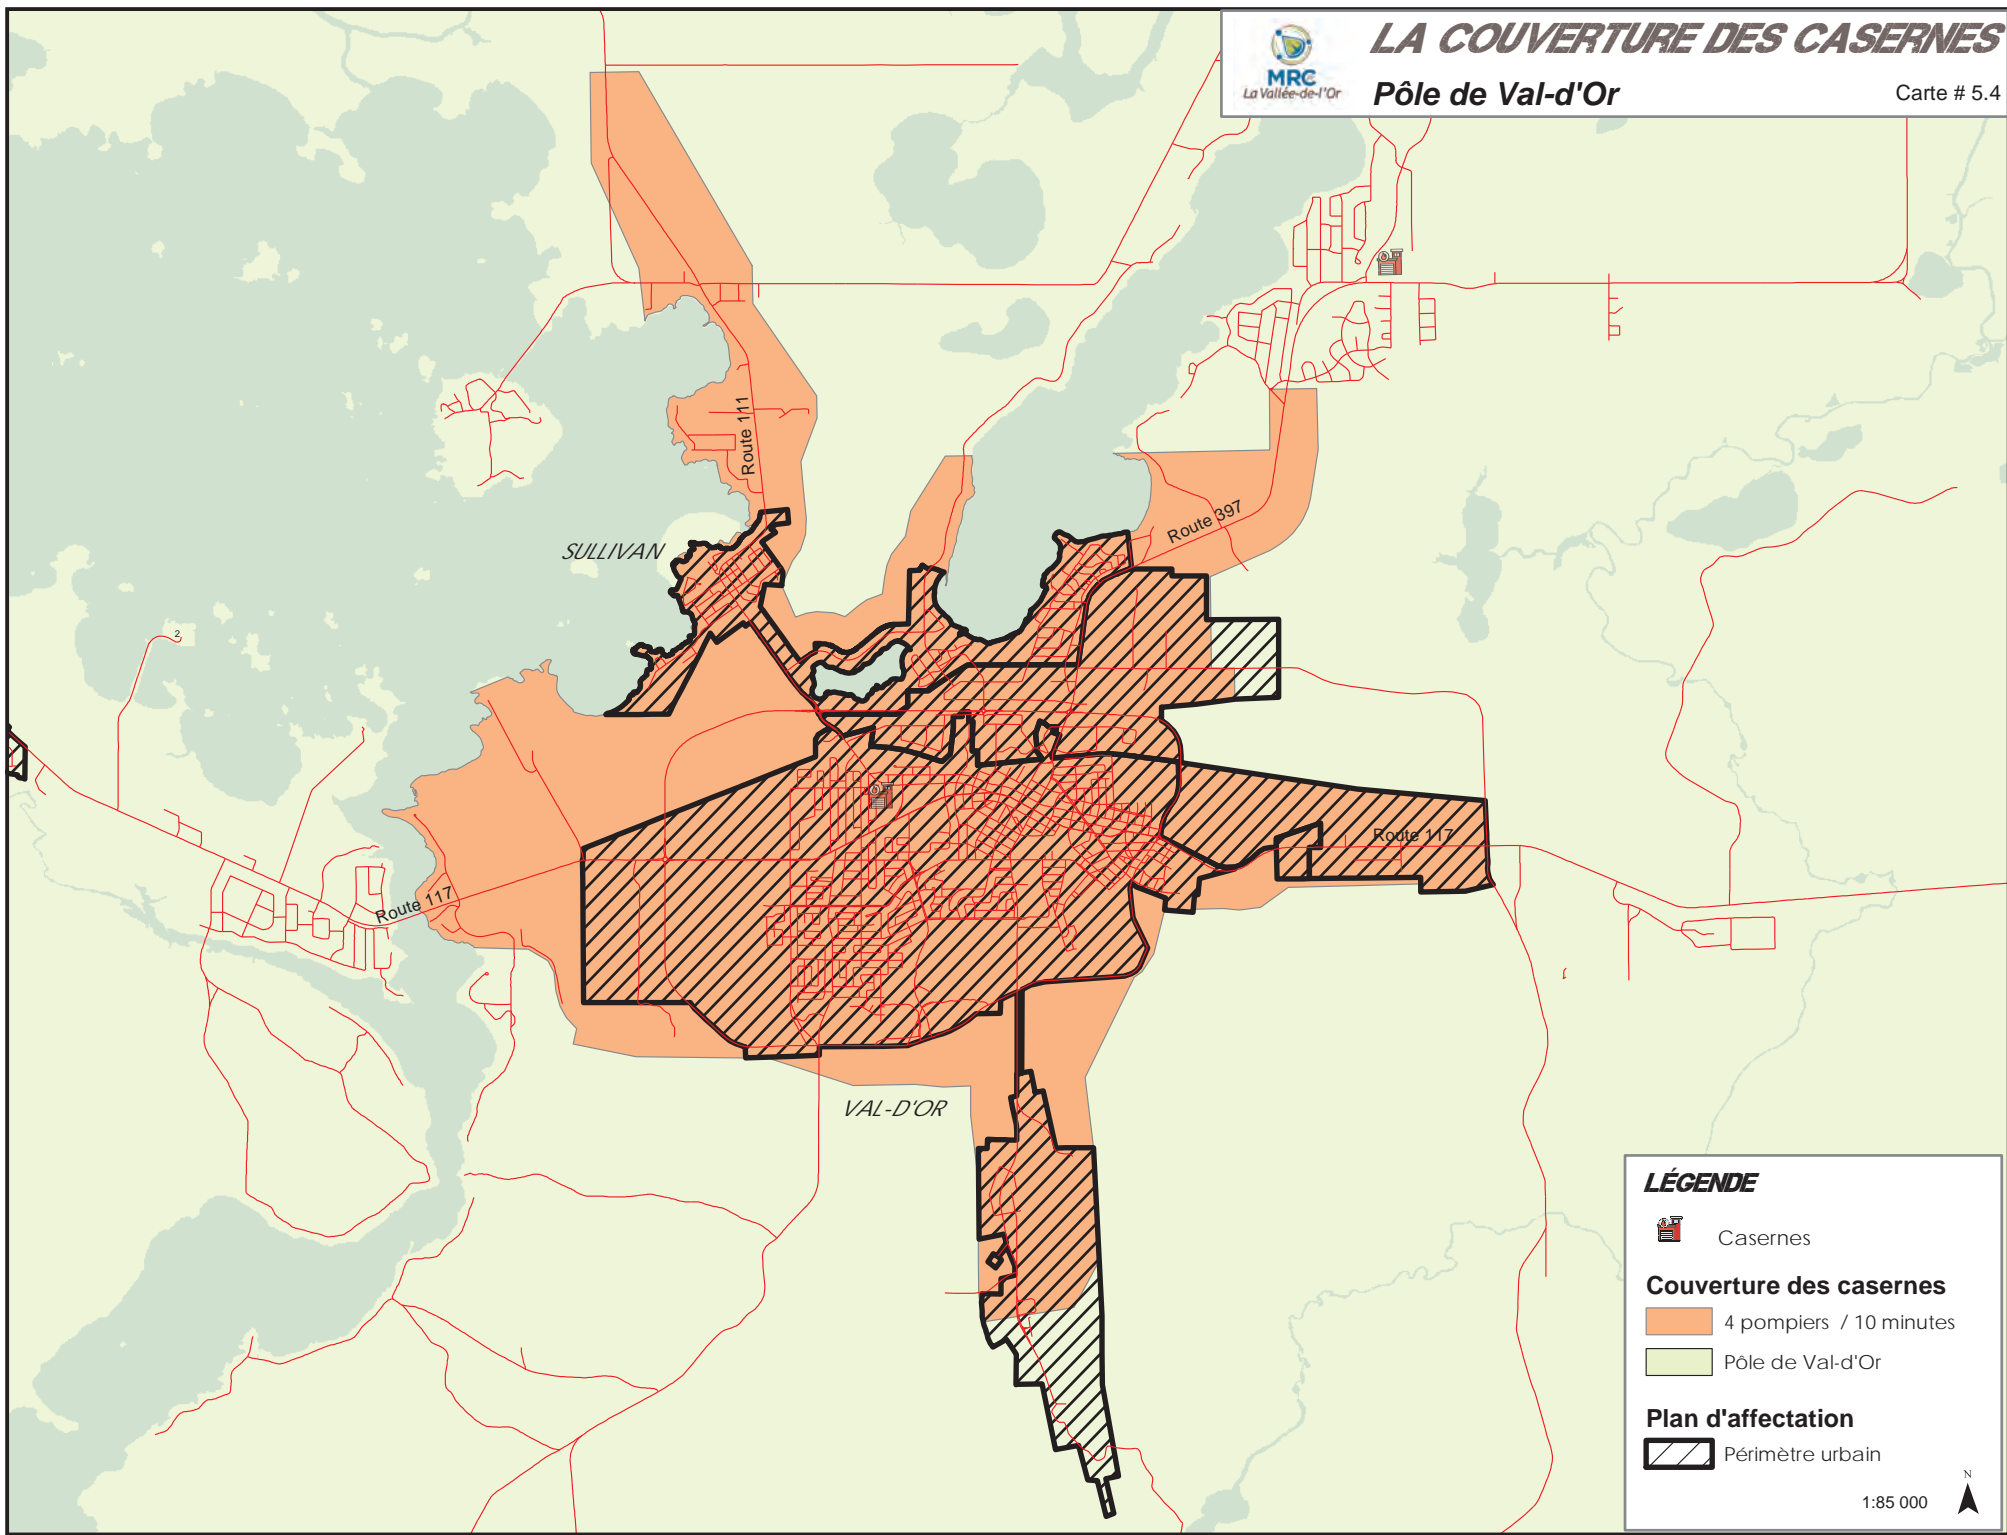 LA COUVERTURE DES CASERNES
MRC
La Vallée-de-l'Or
Pôle de Val-d'Or
Carte # 5.4
Route 111
Route 397
SULLIVAN
2
Route 117
Route 117
VAL-D'OR
LÉGENDE
Casernes
Couverture des casernes
4 pompiers / 10 minutes
Pôle de Val-d'Or
Plan d'affectation
Périmètre urbain
N
1:85 000